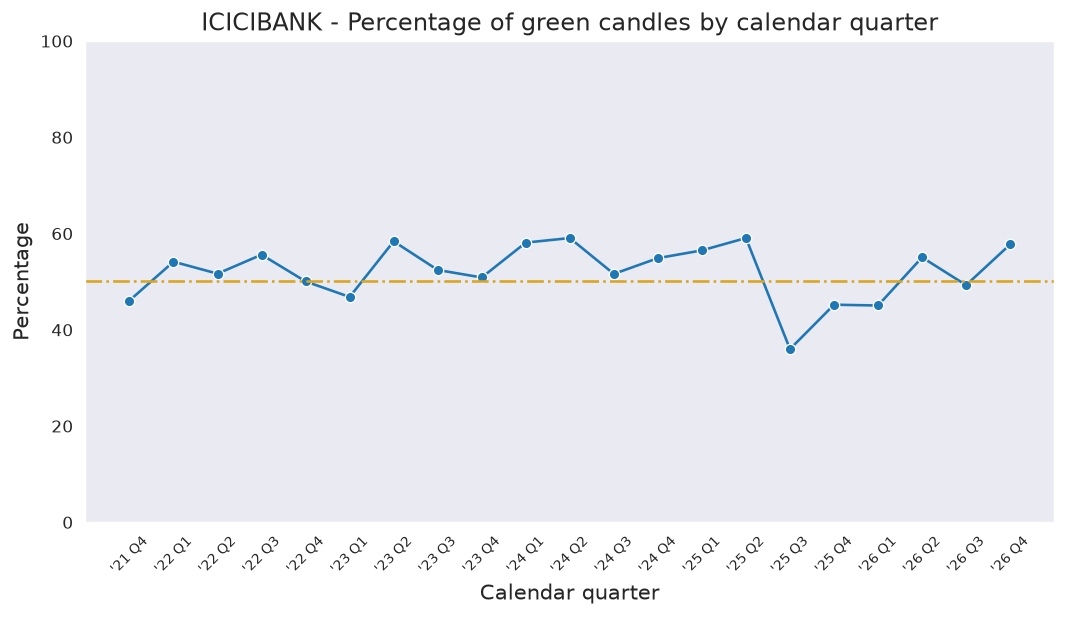 ICICIBANK - Percentage of green candles by calendar quarter
100
80
60
40
20
0
Percentage
'21 Q4
'22 Q1
'22 Q2
'22 Q3
'22 Q4
'23 Q1
'23 Q2
'23 Q3
'23 Q4
'24 Q1
'24 Q2
'24 Q3
'24 Q4
'25 Q1
'25 Q2
'25 Q3
'25 Q4
'26 Q1
'26 Q2
'26 Q3
'26 Q4
Calendar quarter